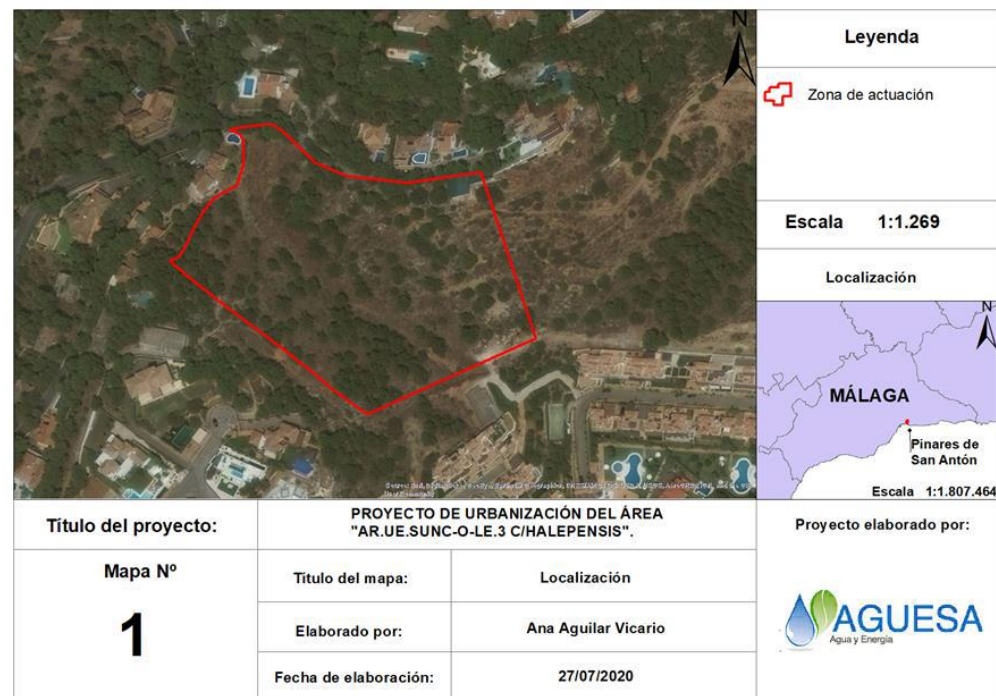 N
Leyenda
Zona de actuación
Escala 1:1.269
Localización
N
MÁLAGA
Pinares de
San Antón
Escala 1:1.807.464
Título del proyecto:
PROYECTO DE URBANIZACIÓN DEL ÁREA
"AR.UE.SUNC-O-LE.3 C/HALEPENSIS".
Proyecto elaborado por:
Mapa Nº
1
Título del mapa:
Localización
Elaborado por:
Ana Aguilar Vicario
Fecha de elaboración:
27/07/2020
AGUESA
Agua y Energía